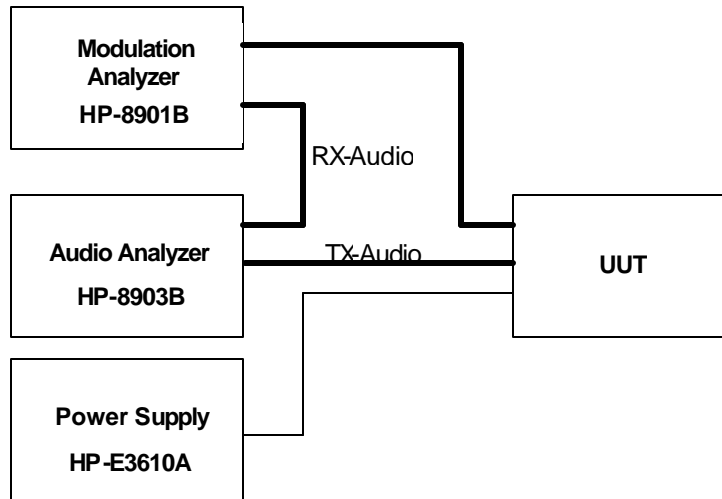 Modulation
Analyzer
HP-8901B
RX-Audio
Audio Analyzer
HP-8903B
TX-Audio
UUT
Power Supply
HP-E3610A